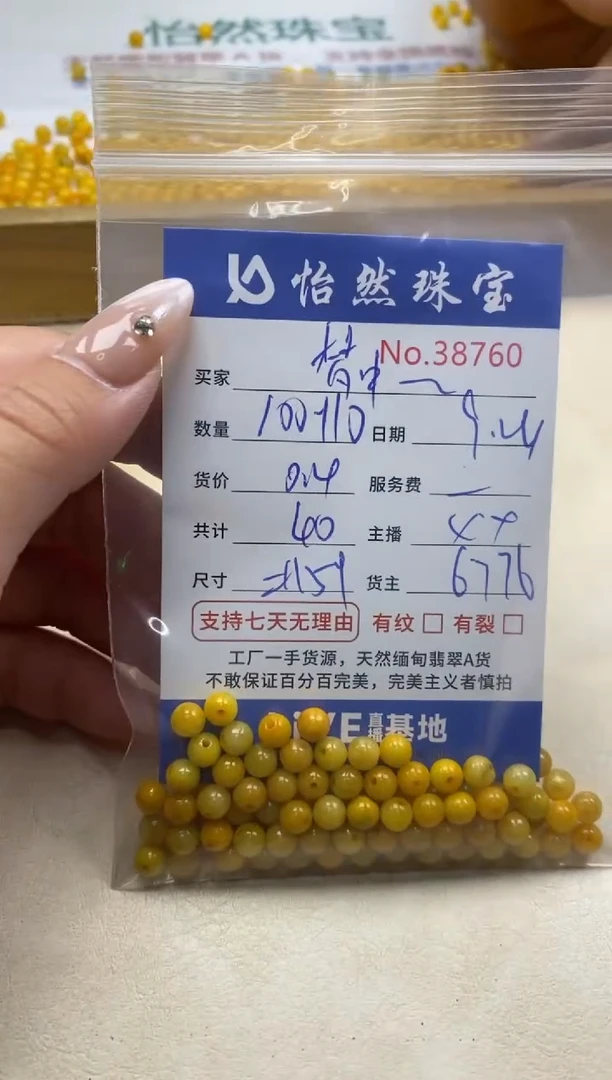 怡然珠宝
怡然珠宝
No.38760
买家
数量 100+10 日期
货价 0.4 服务费
共计 40 主播
尺寸 货主 6776
支持七天无理由 有纹 □ 有裂 □
工厂一手货源，天然缅甸翡翠A货
不敢保证百分百完美，完美主义者慎拍
直播基地